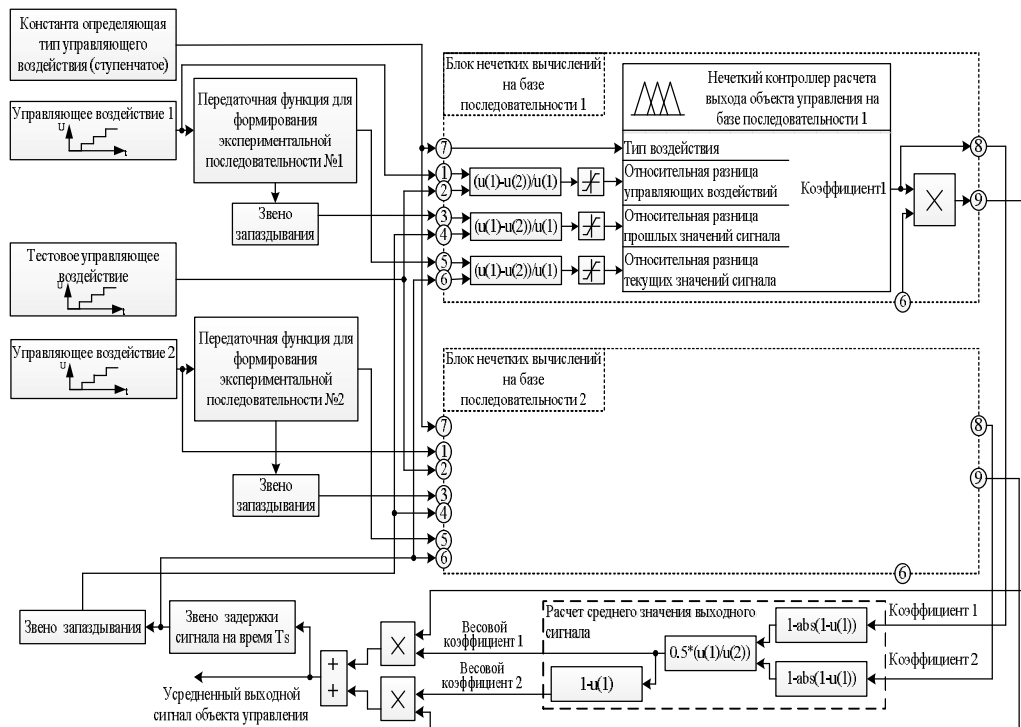 Константа определяющая
тип управляющего
воздействия (ступенчатое)
Управляющее воздействие 1
U
t
Передаточная функция для
формирования
экспериментальной
последовательности №1
Звено
запаздывания
Тестовое управляющее
воздействие
U
t
Управляющее воздействие 2
U
t
Передаточная функция для
формирования
экспериментальной
последовательности №2
Звено
запаздывания
Блок нечетких вычислений
на базе
последовательности 1
Нечеткий контроллер расчета
выхода объекта управления на
базе последовательности 1
7
1
2
3
4
5
6
(u(1)-u(2))/u(1)
(u(1)-u(2))/u(1)
(u(1)-u(2))/u(1)
Тип воздействия
Относительная разница
управляющих воздействий
Относительная разница
прошлых значений сигнала
Относительная разница
текущих значений сигнала
Коэффициент1
X
8
9
6
Блок нечетких вычислений
на базе
последовательности 2
7
1
2
3
4
5
6
8
9
6
Звено запаздывания
Звено задержки
сигнала на время Ts
Усредненный выходной
сигнал объекта управления
+
+
X
X
Весовой
коэффициент 1
Весовой
коэффициент 2
Расчет среднего значения выходного
сигнала
0.5*(u(1)/u(2))
1-u(1)
1-abs(1-u(1))
1-abs(1-u(1))
Коэффициент 1
Коэффициент 2